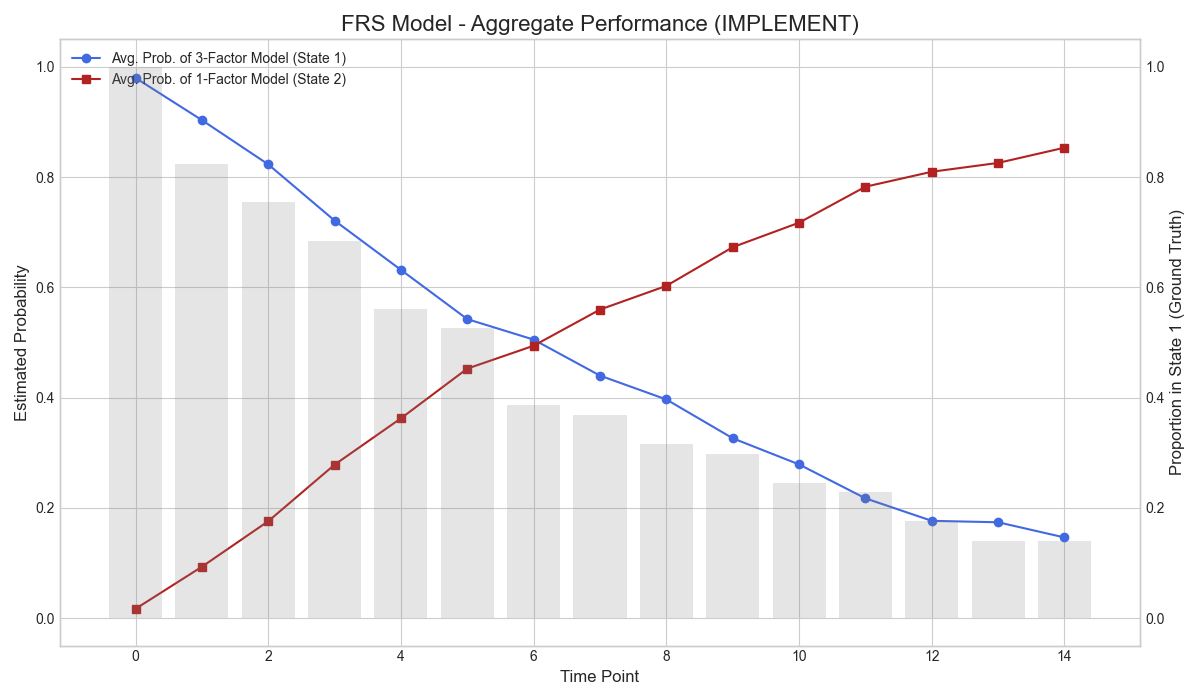 FRS Model - Aggregate Performance (IMPLEMENT)
Avg. Prob. of 3-Factor Model (State 1)
Avg. Prob. of 1-Factor Model (State 2)
1.0
0.8
0.6
0.4
0.2
0.0
Estimated Probability
1.0
0.8
0.6
0.4
0.2
0.0
Proportion in State 1 (Ground Truth)
0 2 4 6 8 10 12 14
Time Point